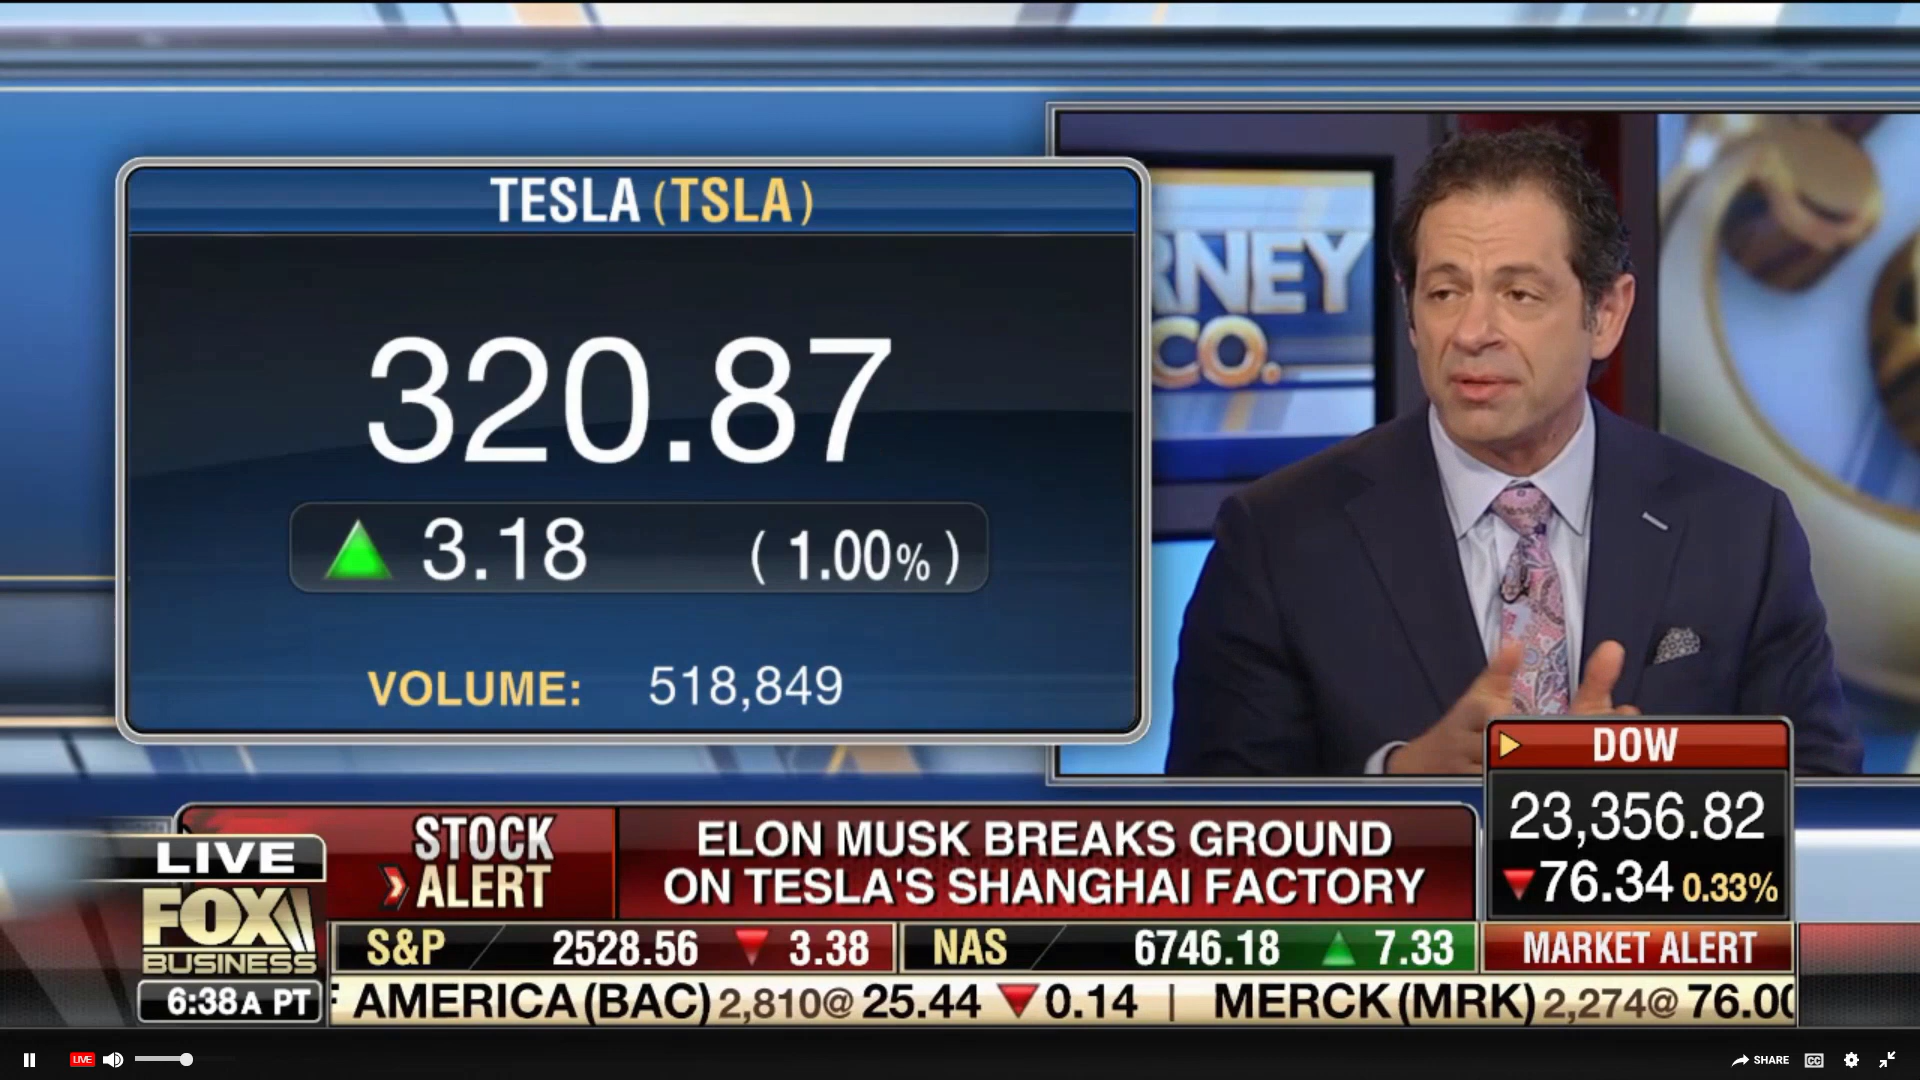 TESLA (TSLA)
320.87
3.18 (1.00%)
VOLUME: 518,849
RNEY
CO.
DOW
23,356.82
76.34 0.33%
MARKET ALERT
STOCK
ALERT
ELON MUSK BREAKS GROUND
ON TESLA'S SHANGHAI FACTORY
LIVE
FOX
BUSINESS
6:38A PT
S&P 2528.56 3.38
NAS 6746.18 7.33
AMERICA (BAC) 2,810@ 25.44 0.14 | MERCK (MRK) 2,274@ 76.00
LIVE
SHARE
CC